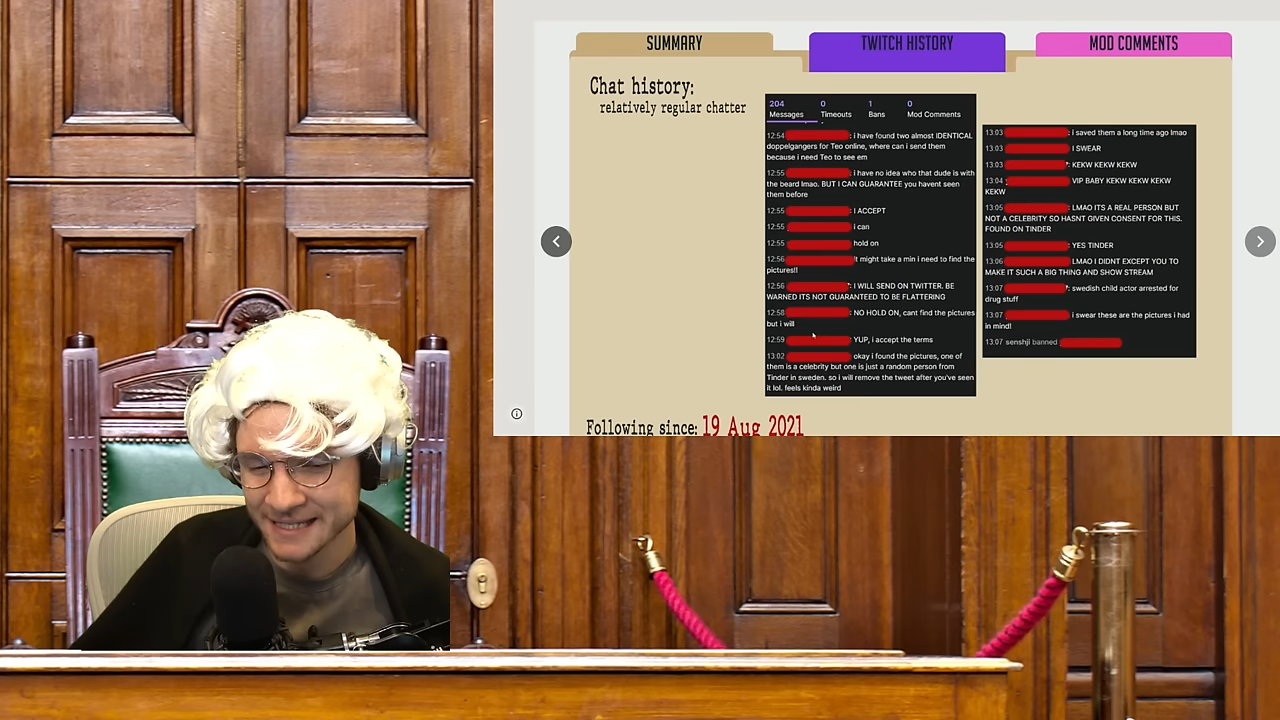 SUMMARY
TWITCH HISTORY
MOD COMMENTS
Chat history:
relatively regular chatter
204 0 1 0
Messages Timeouts Bans Mod Comments
12:54 : i have found two almost IDENTICAL
doppelgangers for Teo online, where can i send them
because i need Teo to see em
12:55 : i have no idea who that dude is with
the beard lmao. BUT I CAN GUARANTEE you havent seen
them before
12:55 : I ACCEPT
12:55 : i can
12:55 hold on
12:56 it might take a min i need to find the
pictures!!
12:56 : I WILL SEND ON TWITTER. BE
WARNED ITS NOT GUARANTEED TO BE FLATTERING
12:58 : NO HOLD ON, cant find the pictures
but i will
12:59 : YUP, i accept the terms
13:02 okay i found the pictures, one of
them is a celebrity but one is just a random person from
Tinder in sweden. so i will remove the tweet after you've seen
it lol. feels kinda weird
13:03 : i saved them a long time ago lmao
13:03 I SWEAR
13:03 : KEKW KEKW KEKW
13:04 VIP BABY KEKW KEKW KEKW
KEKW
13:05 : LMAO ITS A REAL PERSON BUT
NOT A CELEBRITY SO HASNT GIVEN CONSENT FOR THIS.
FOUND ON TINDER
13:05 : YES TINDER
13:06 : LMAO I DIDNT EXCEPT YOU TO
MAKE IT SUCH A BIG THING AND SHOW STREAM
13:07 : swedish child actor arrested for
drug stuff
13:07 i swear these are the pictures i had
in mind!
13:07 senshji banned
Following since: 19 Aug 2021